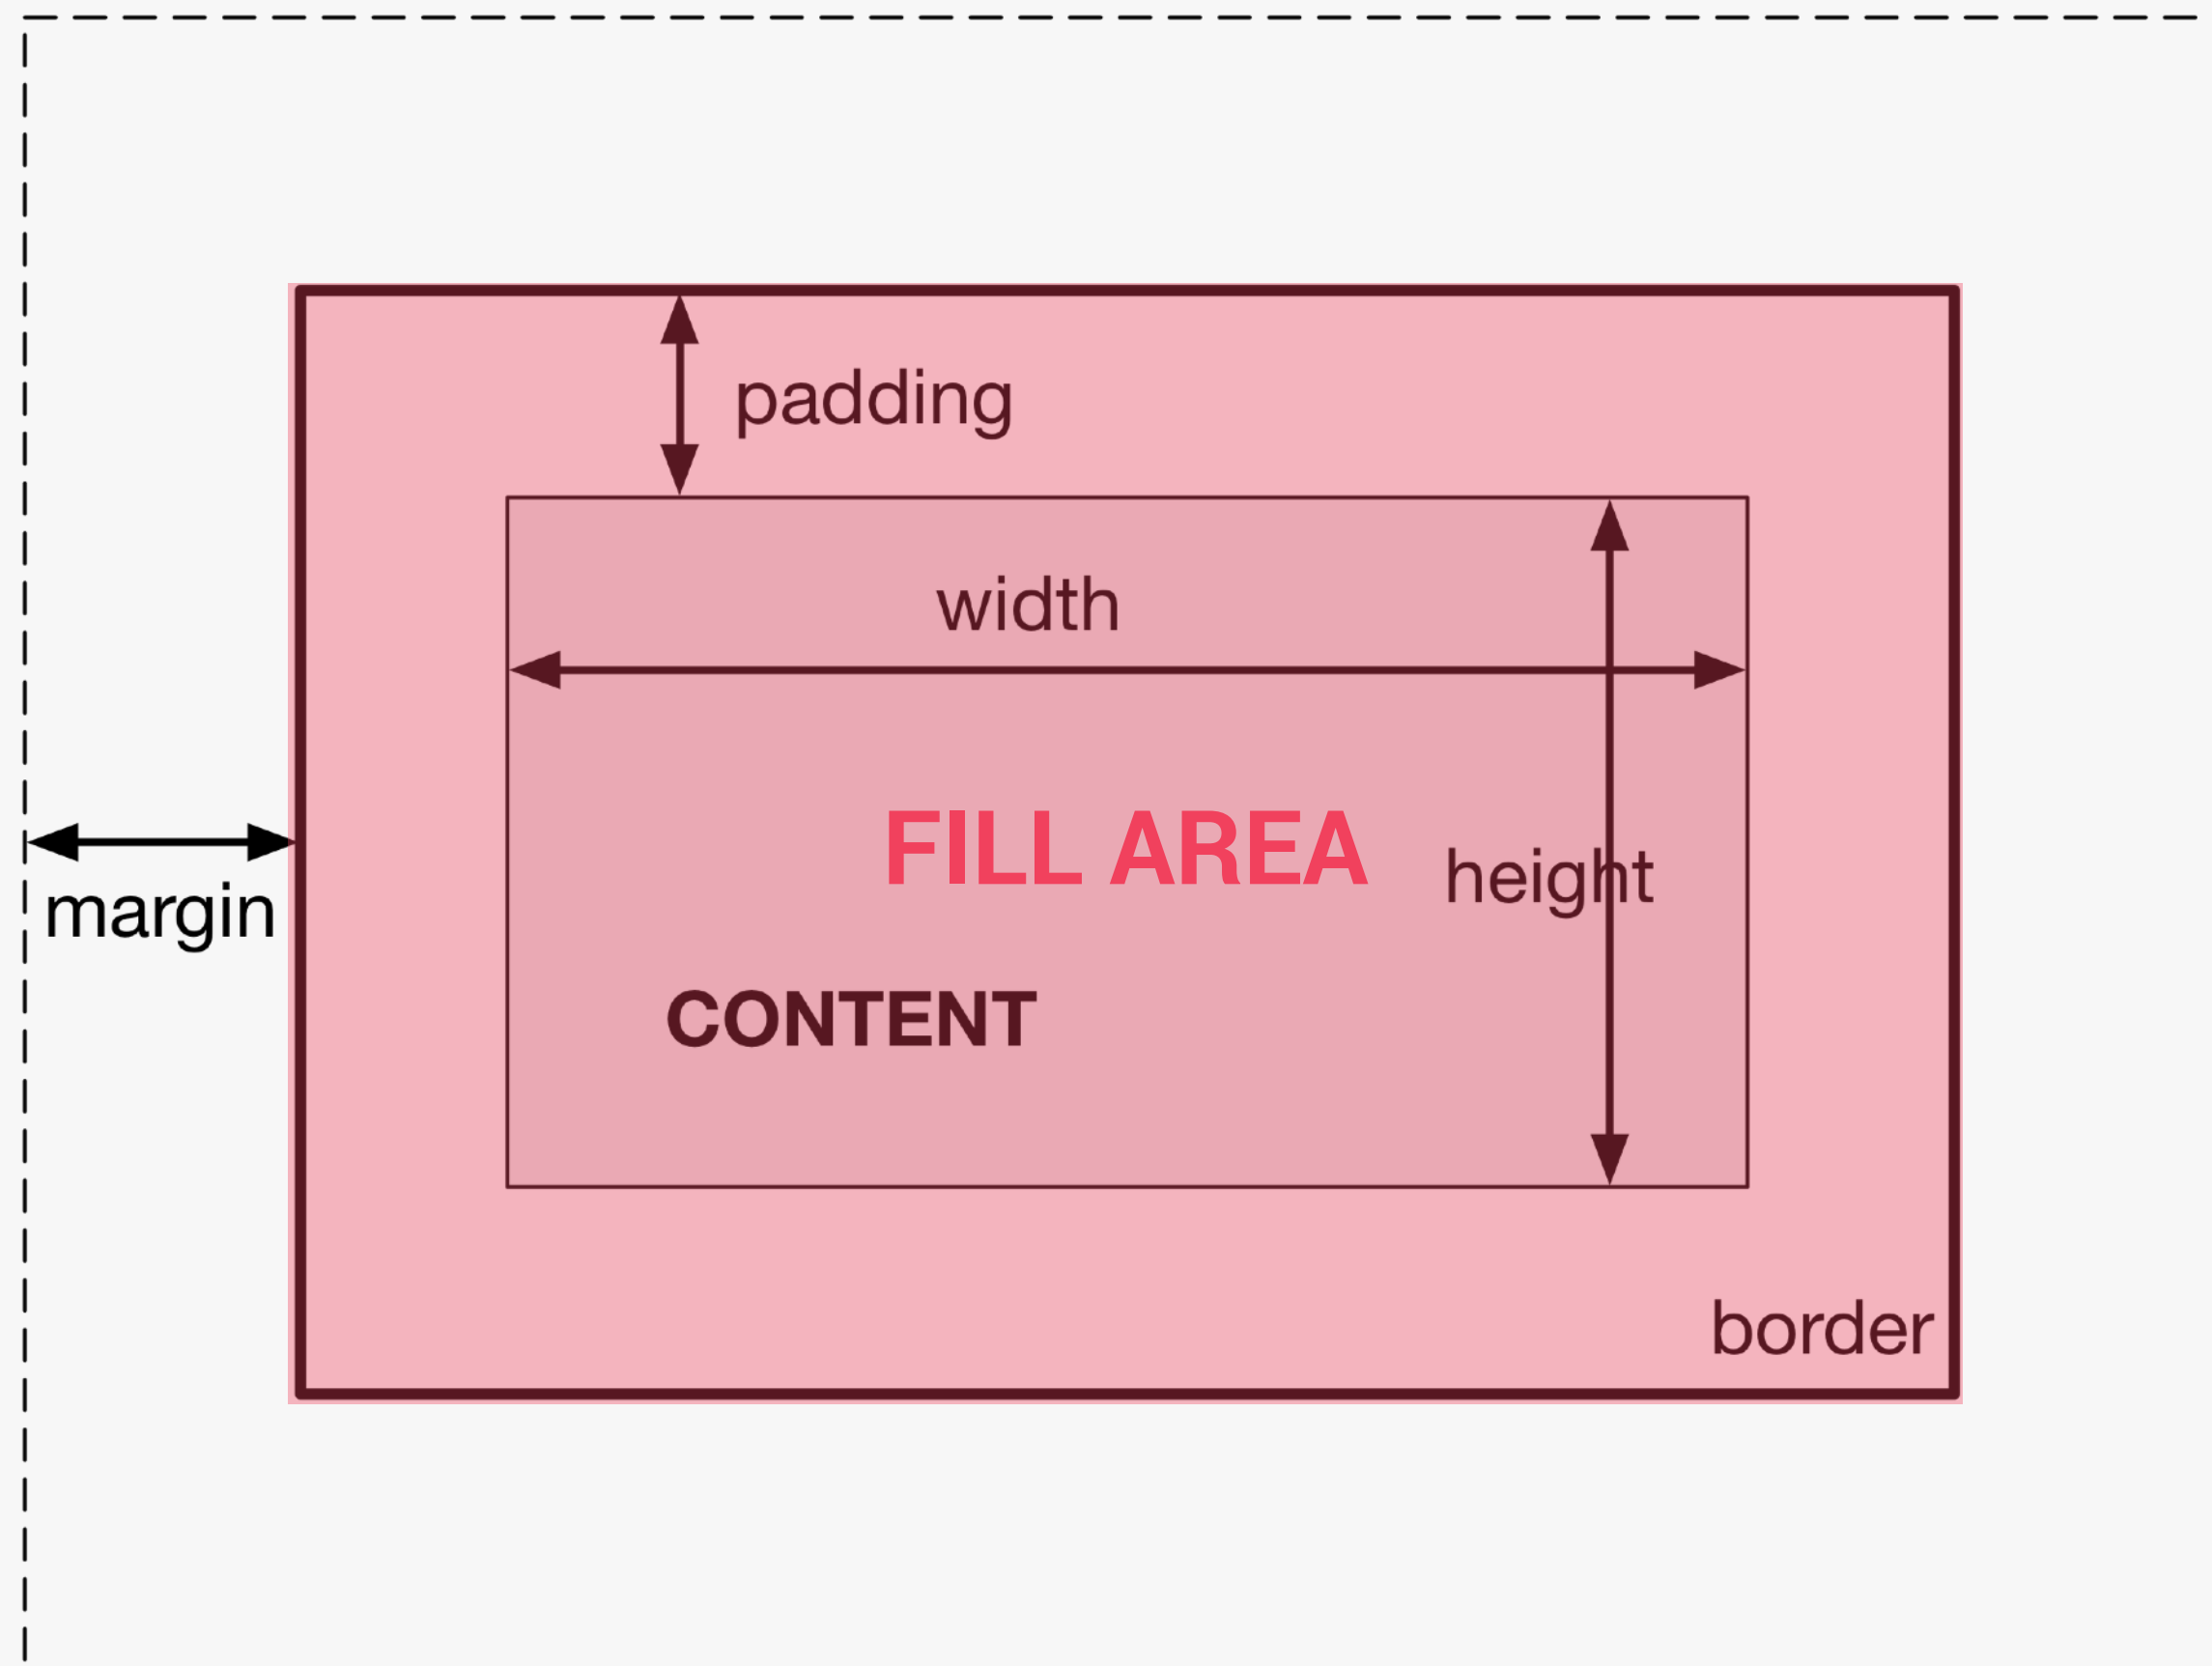 padding
width
FILL AREA
height
margin
CONTENT
border